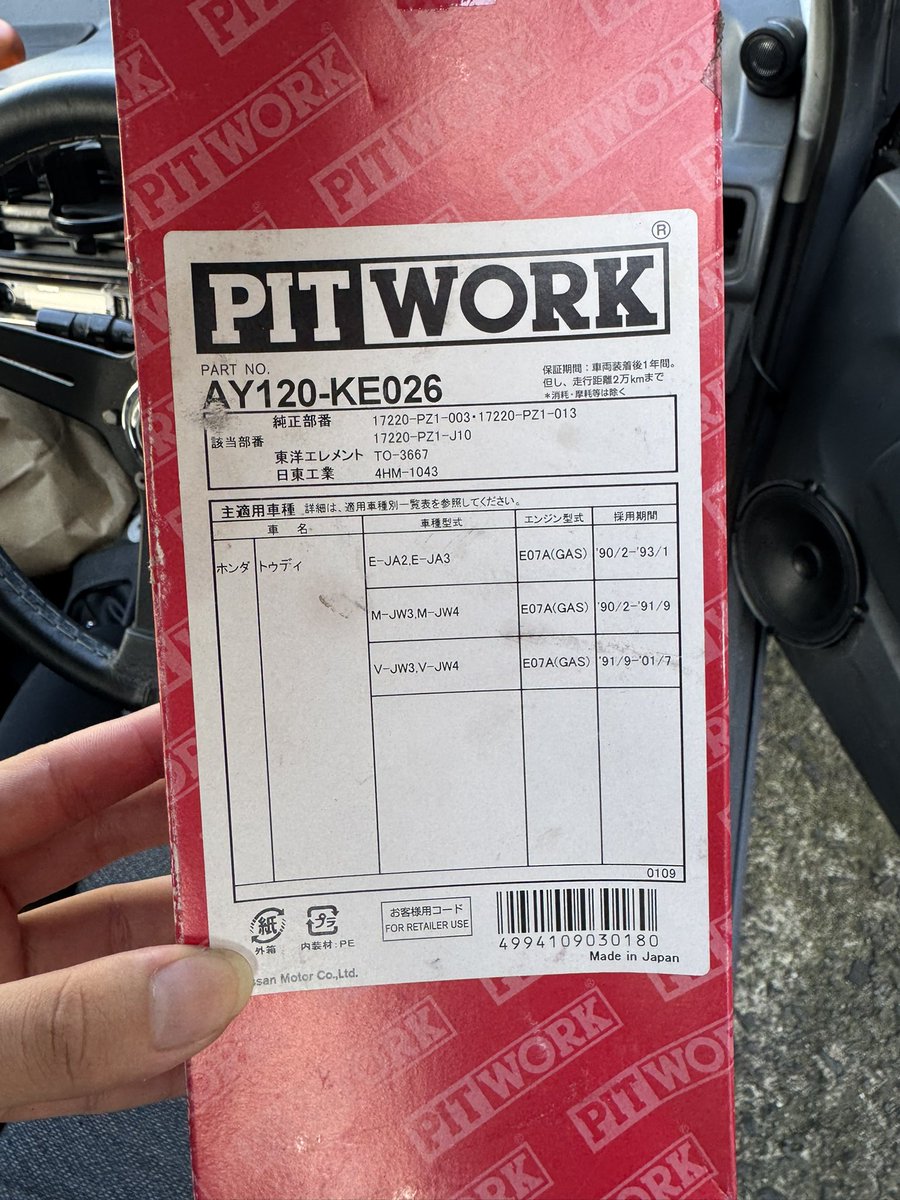 PITWORK
PITWORK
PITWORK
PITWORK
PIT WORK ®
PART NO.
AY120-KE026
保証期間：車両装着後1年間。
但し、走行距離2万kmまで
＊消耗・摩耗等は除く
該当部番
純正部番 17220-PZ1-003・17220-PZ1-013
17220-PZ1-J10
東洋エレメント TO-3667
日東工業 4HM-1043
主適用車種 詳細は、適用車種別一覧表を参照してください。
車 名 車種型式 エンジン型式 採用期間
ホンダ トゥディ E-JA2,E-JA3 E07A(GAS) '90/2-'93/1
M-JW3,M-JW4 E07A(GAS) '90/2-'91/9
V-JW3,V-JW4 E07A(GAS) '91/9-'01/7
0109
紙
外箱
プラ
内装材：PE
お客様用コード
FOR RETAILER USE
4994109030180
Made in Japan
ssan Motor Co.,Ltd.
PITWORK
PITWORK
PITWORK